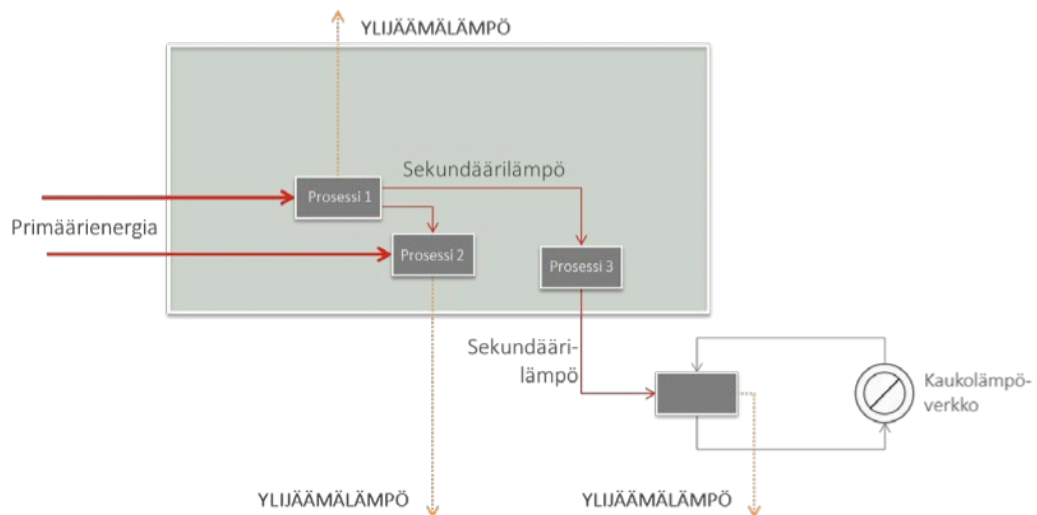 YLIJÄÄMÄLÄMPÖ
Sekundäärilämpö
Prosessi 1
Primäärienergia
Prosessi 2
Prosessi 3
Sekundääri-
lämpö
Kaukolämpö-
verkko
YLIJÄÄMÄLÄMPÖ
YLIJÄÄMÄLÄMPÖ